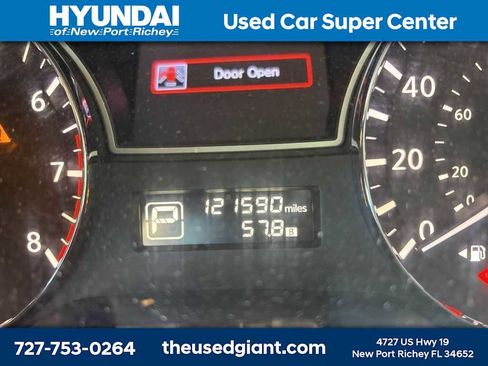 HYUNDAI
of New Port Richey
Used Car Super Center
Door Open
6
7
8
40
60
20
20
0
0
P
121590 miles
57.8 B
727-753-0264
theusedgiant.com
4727 US Hwy 19
New Port Richey FL 34652